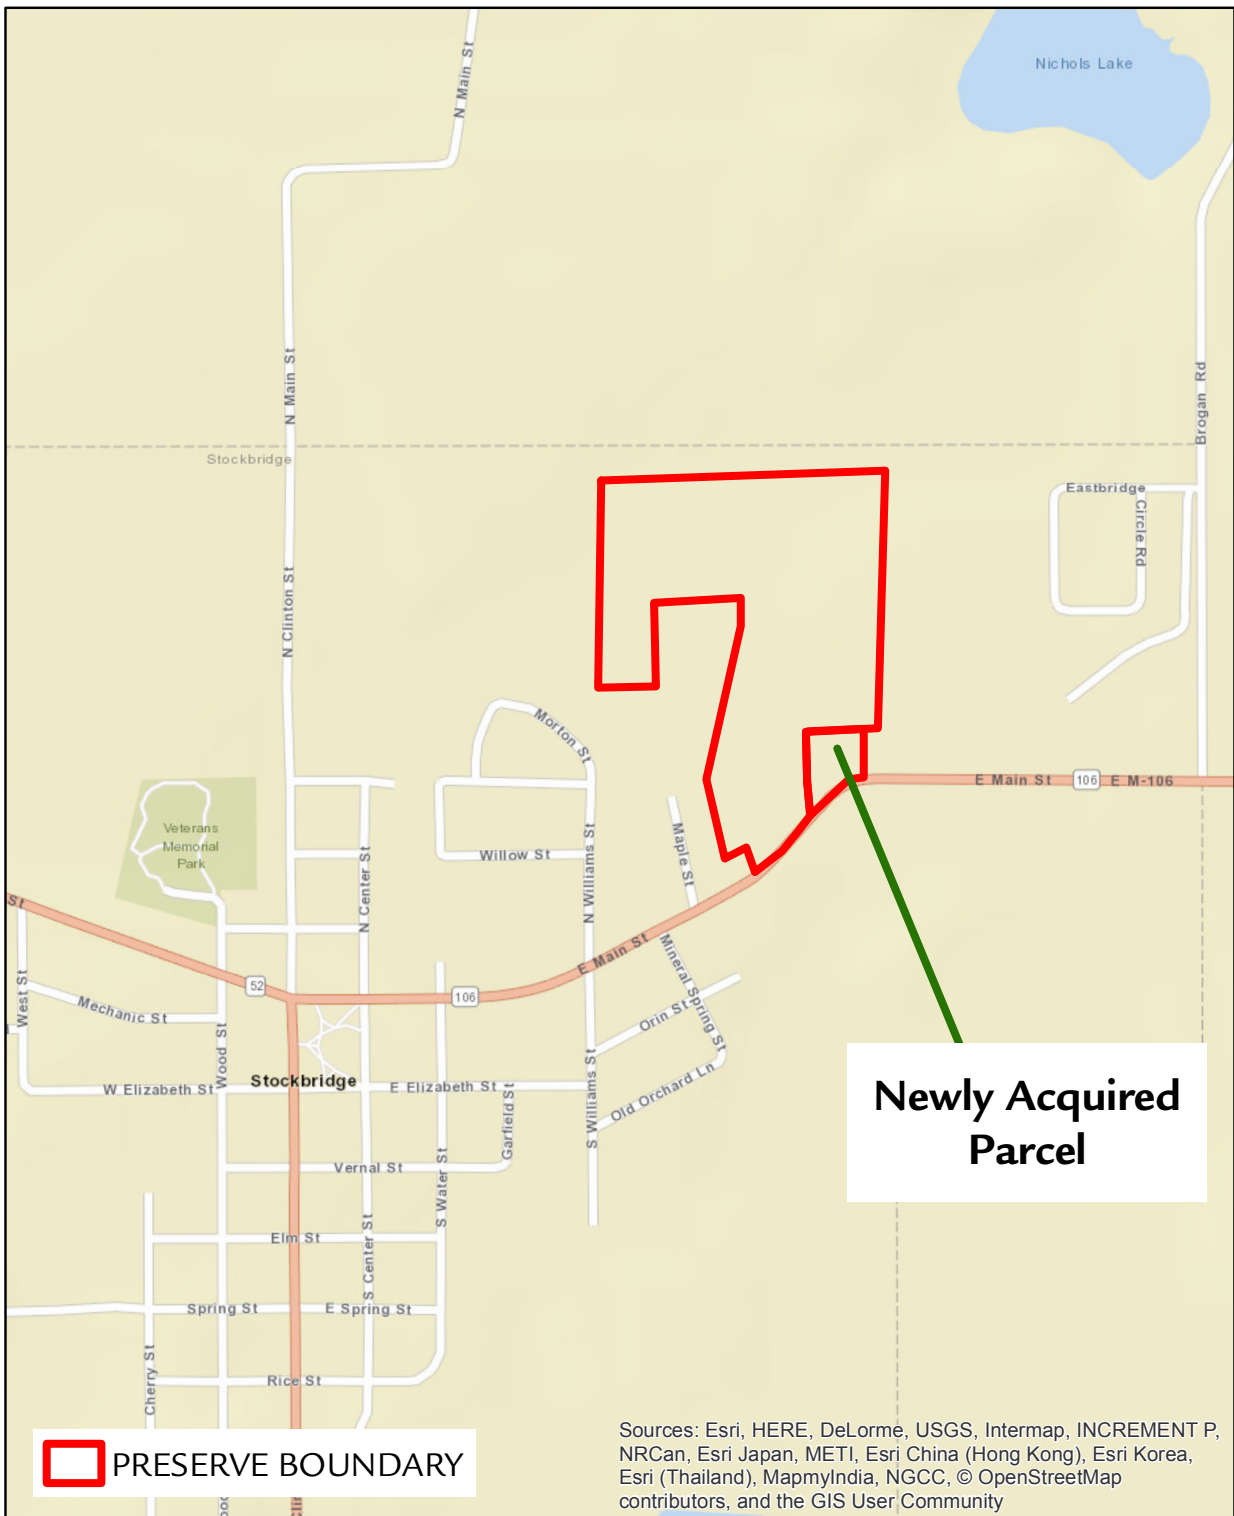 Nichols Lake
N Main St
N Main St
Brogan Rd
Stockbridge
Eastbridge
Circle Rd
N Clinton St
Morton St
E Main St
106
E M-106
Veterans
Memorial
Park
Willow St
Maple St
N Williams St
N Center St
St
E Main St
Mineral Spring St
52
106
West St
Mechanic St
Orin St
Wood St
Stockbridge
W Elizabeth St
E Elizabeth St
Old Orchard Ln
Garfield St
S Williams St
Newly Acquired
Parcel
Vernal St
S Water St
Elm St
S Center St
Spring St
E Spring St
Cherry St
Rice St
PRESERVE BOUNDARY
Sources: Esri, HERE, DeLorme, USGS, Intermap, INCREMENT P,
NRCan, Esri Japan, METI, Esri China (Hong Kong), Esri Korea,
Esri (Thailand), MapmyIndia, NGCC, © OpenStreetMap
contributors, and the GIS User Community